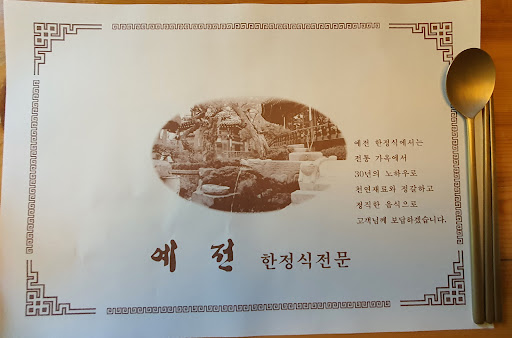 예전 한정식에서는
전통 가옥에서
30년의 노하우로
천연재료와 정갈하고
정직한 음식으로
고객님께 보답하겠습니다.
예 전 한정식전문